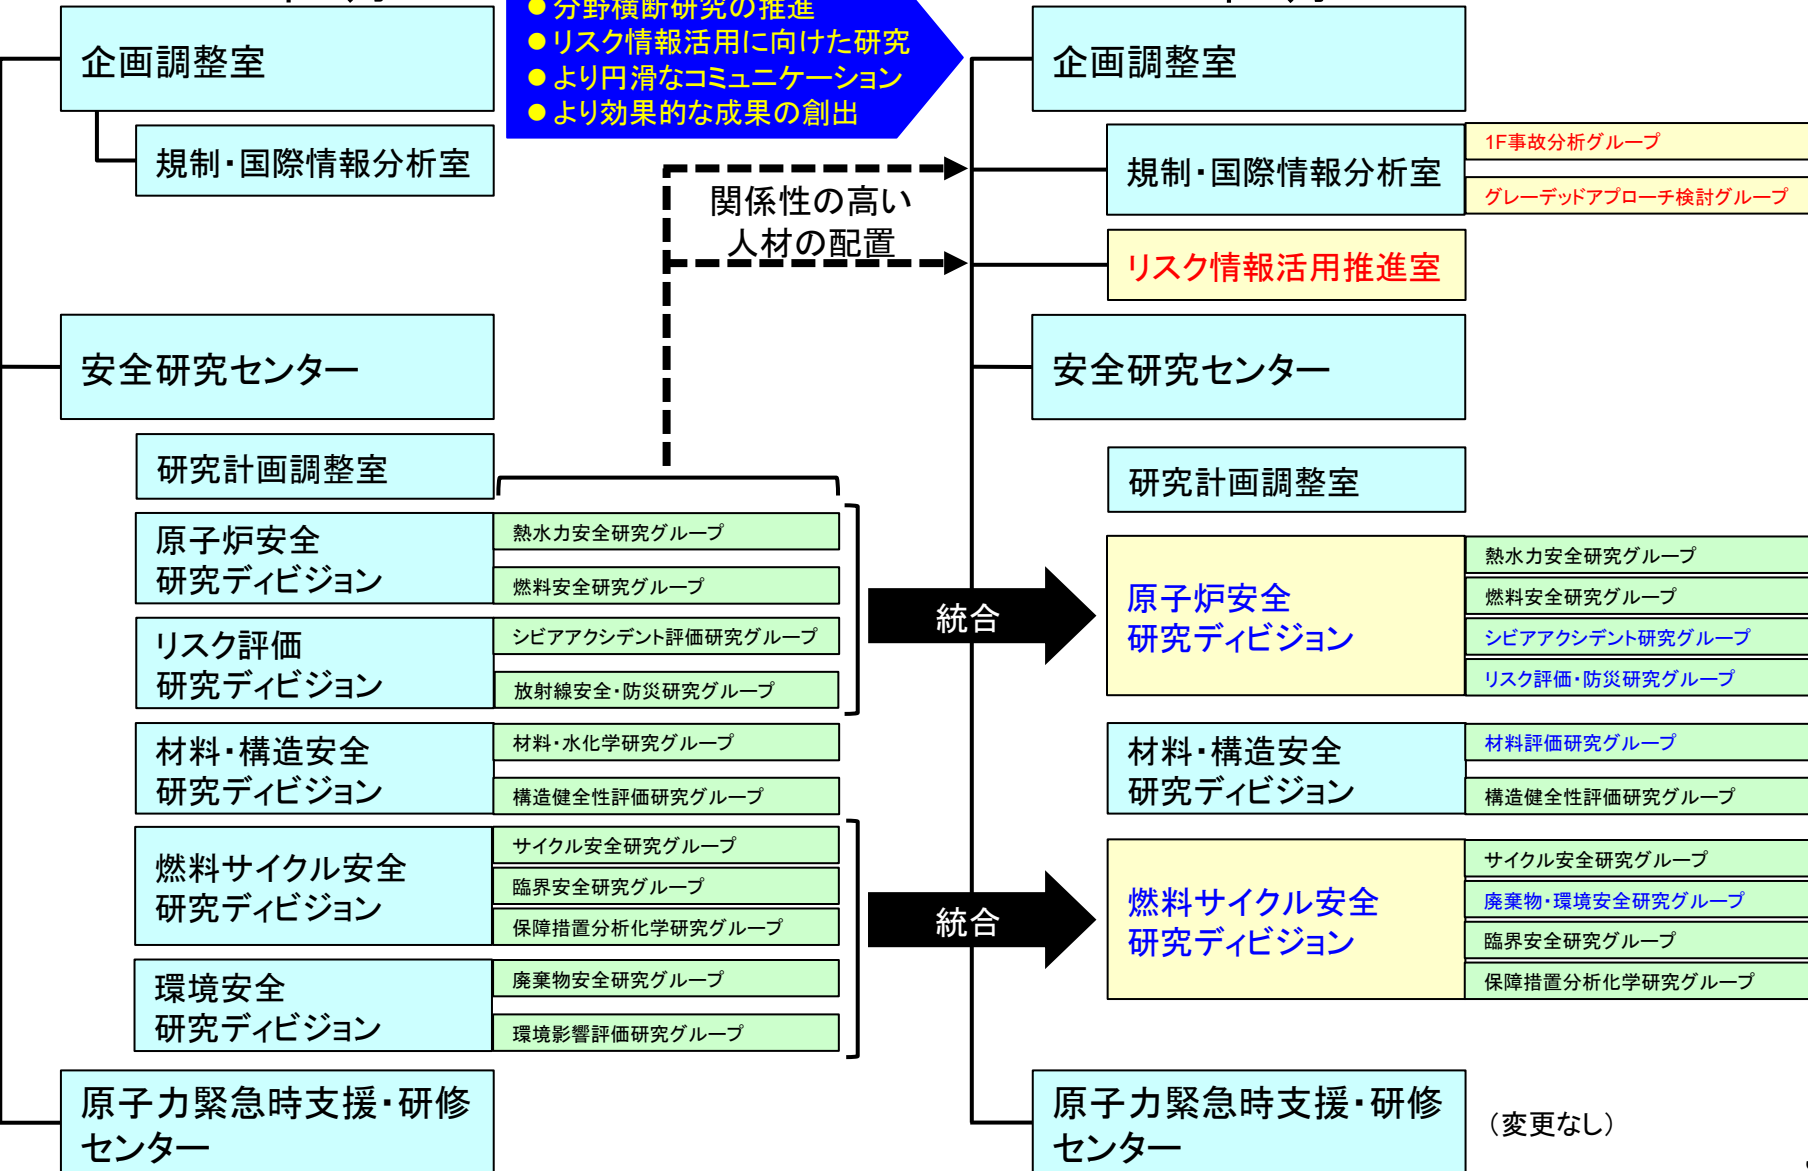 分野横断研究の推進
リスク情報活用に向けた研究
より円滑なコミュニケーション
より効果的な成果の創出
企画調整室
規制・国際情報分析室
安全研究センター
研究計画調整室
原子炉安全
研究ディビジョン
熱水力安全研究グループ
燃料安全研究グループ
リスク評価
研究ディビジョン
シビアアクシデント評価研究グループ
放射線安全・防災研究グループ
材料・構造安全
研究ディビジョン
材料・水化学研究グループ
構造健全性評価研究グループ
燃料サイクル安全
研究ディビジョン
サイクル安全研究グループ
臨界安全研究グループ
保障措置分析化学研究グループ
環境安全
研究ディビジョン
廃棄物安全研究グループ
環境影響評価研究グループ
原子力緊急時支援・研修
センター
関係性の高い
人材の配置
統合
統合
企画調整室
規制・国際情報分析室
1F事故分析グループ
グレーデッドアプローチ検討グループ
リスク情報活用推進室
安全研究センター
研究計画調整室
原子炉安全
研究ディビジョン
熱水力安全研究グループ
燃料安全研究グループ
シビアアクシデント研究グループ
リスク評価・防災研究グループ
材料・構造安全
研究ディビジョン
材料評価研究グループ
構造健全性評価研究グループ
燃料サイクル安全
研究ディビジョン
サイクル安全研究グループ
廃棄物・環境安全研究グループ
臨界安全研究グループ
保障措置分析化学研究グループ
原子力緊急時支援・研修
センター
（変更なし）